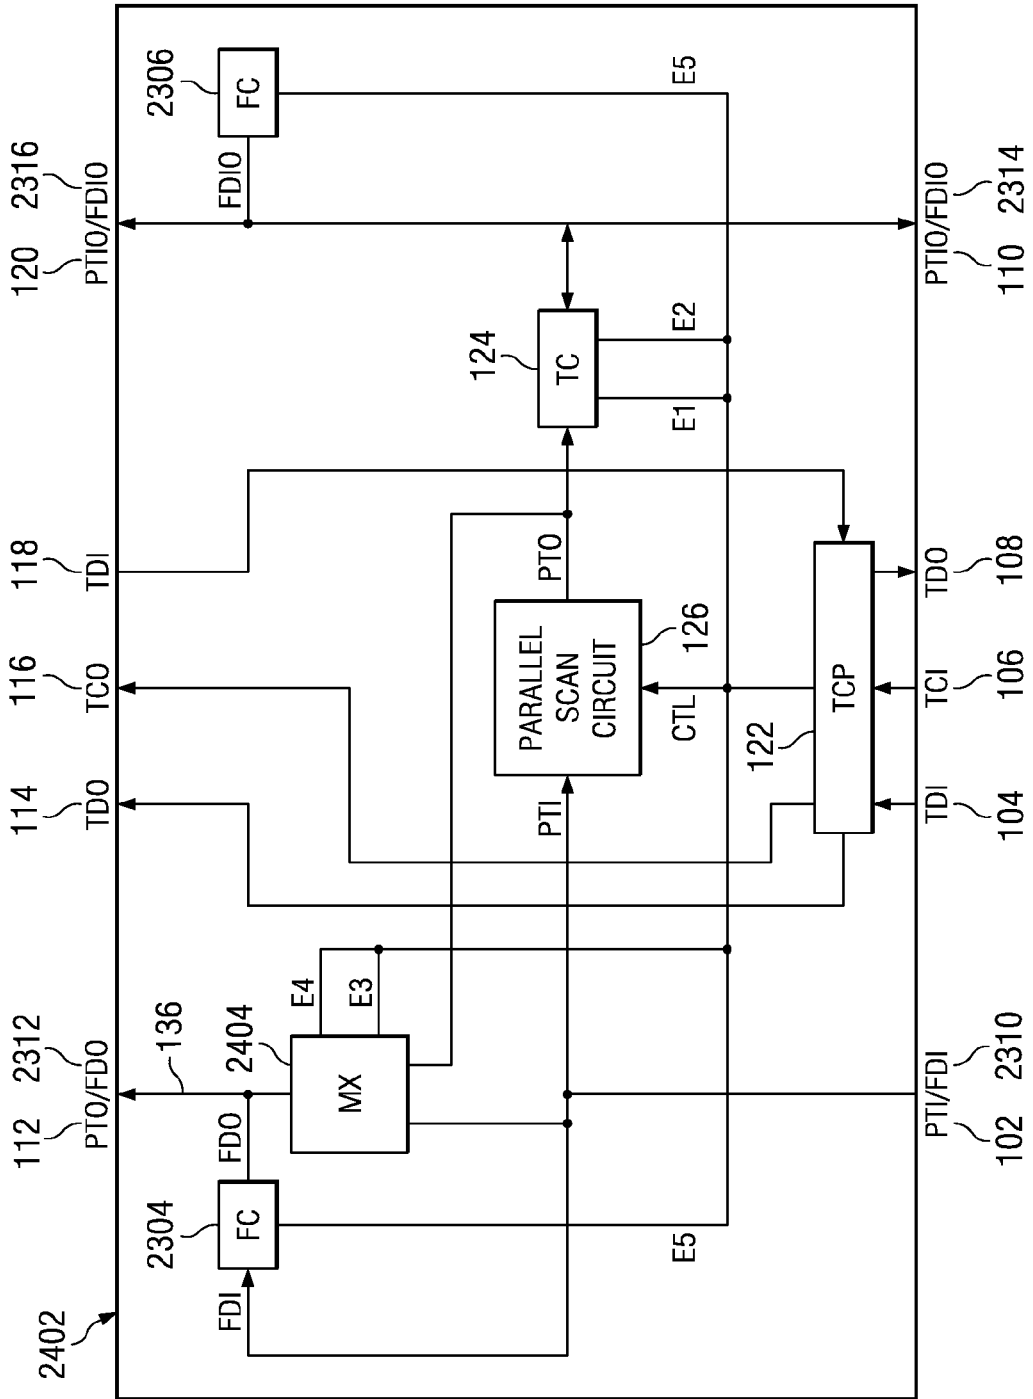 112 2312 114 116 118 120 2316
2402
PTO/FDO TDO TCO TDI PTIO/FDIO
2304 136 2306
FDI FC FDO 2404 FDIO FC
E4
MX
E3
124
PARALLEL
SCAN
CIRCUIT
PTI PTO TC
126
E5 CTL E1 E2 E5
122
TCP
PTI/FDI TDI TCI TDO PTIO/FDIO
102 2310 104 106 108 110 2314